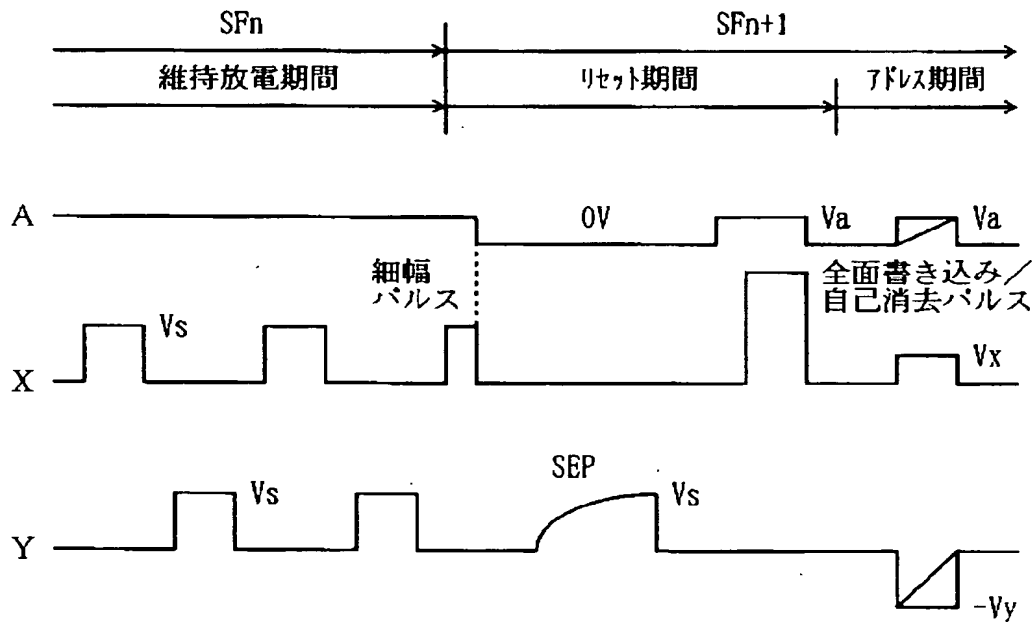 SFn
SFn+1
維持放電期間
ﾘｾｯﾄ期間
ｱﾄﾞﾚｽ期間
A
0V
Va
Va
細幅
パルス
全面書き込み／
自己消去パルス
X
Vs
Vx
SEP
Y
Vs
Vs
-Vy